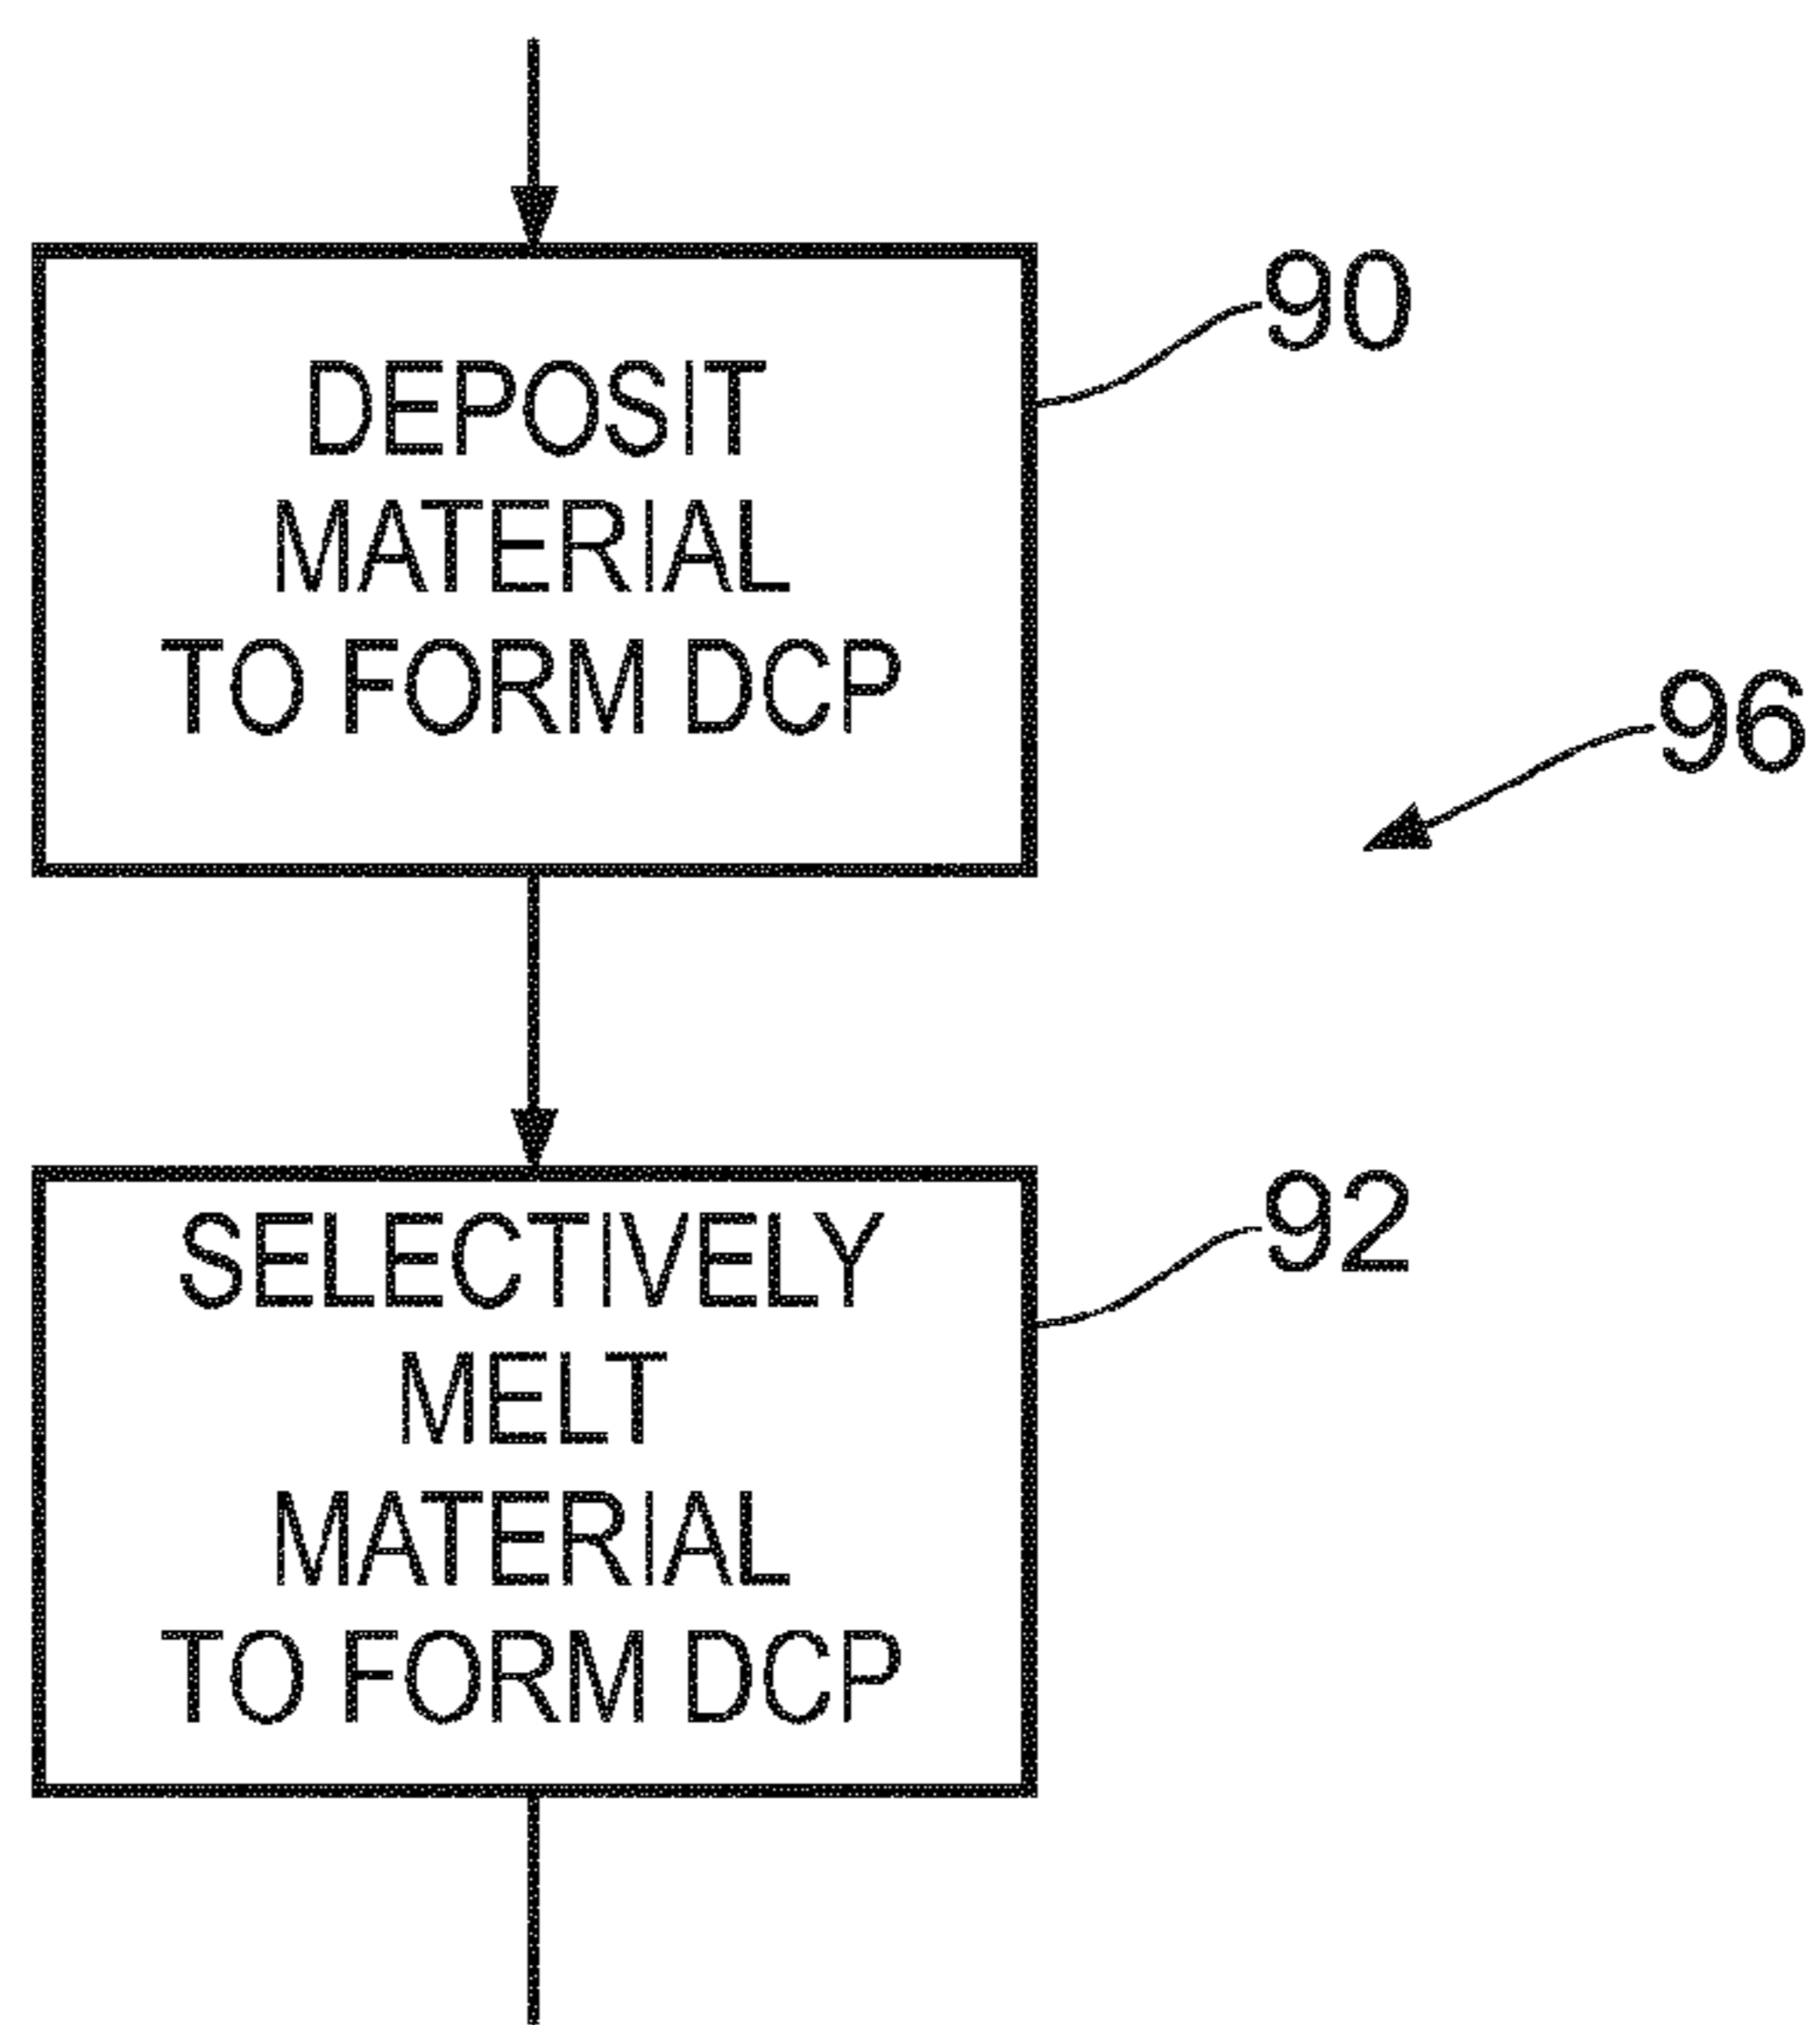 DEPOSIT
MATERIAL
TO FORM DCP
90
96
SELECTIVELY
MELT
MATERIAL
TO FORM DCP
92